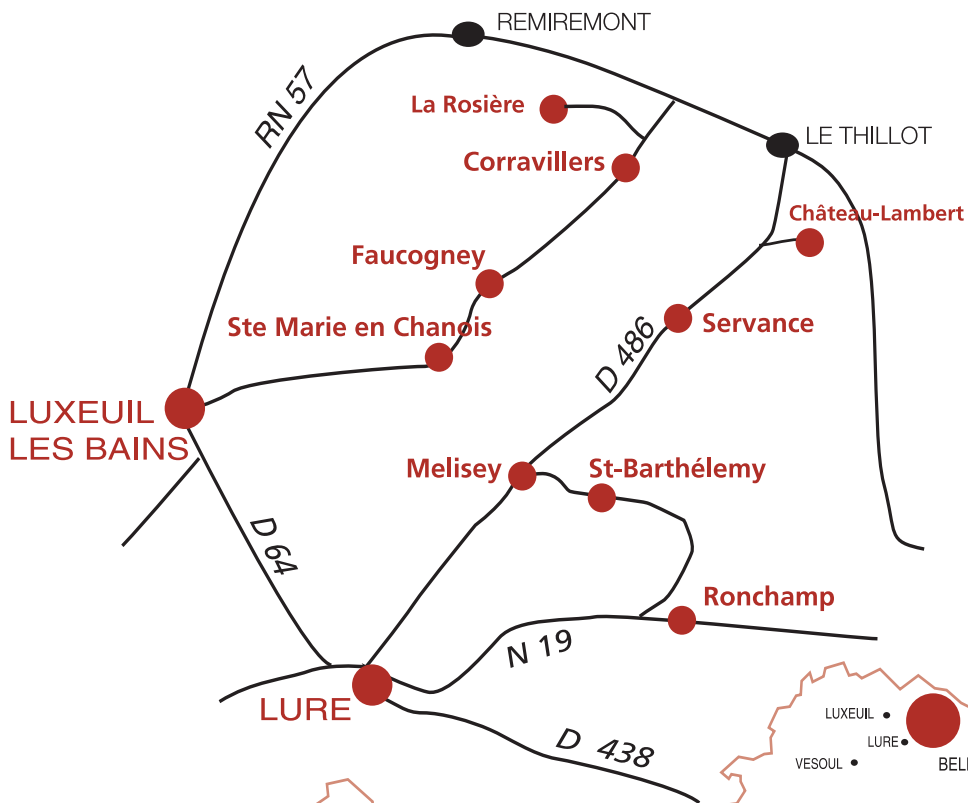 REMIREMONT
RN 57
La Rosière
LE THILLOT
Corravillers
Château-Lambert
Faucogney
Ste Marie en Chanois
Servance
D 486
LUXEUIL
LES BAINS
Melisey
St-Barthélemy
D 64
Ronchamp
N 19
LURE
D 438
LUXEUIL
LURE
VESOUL
BELF